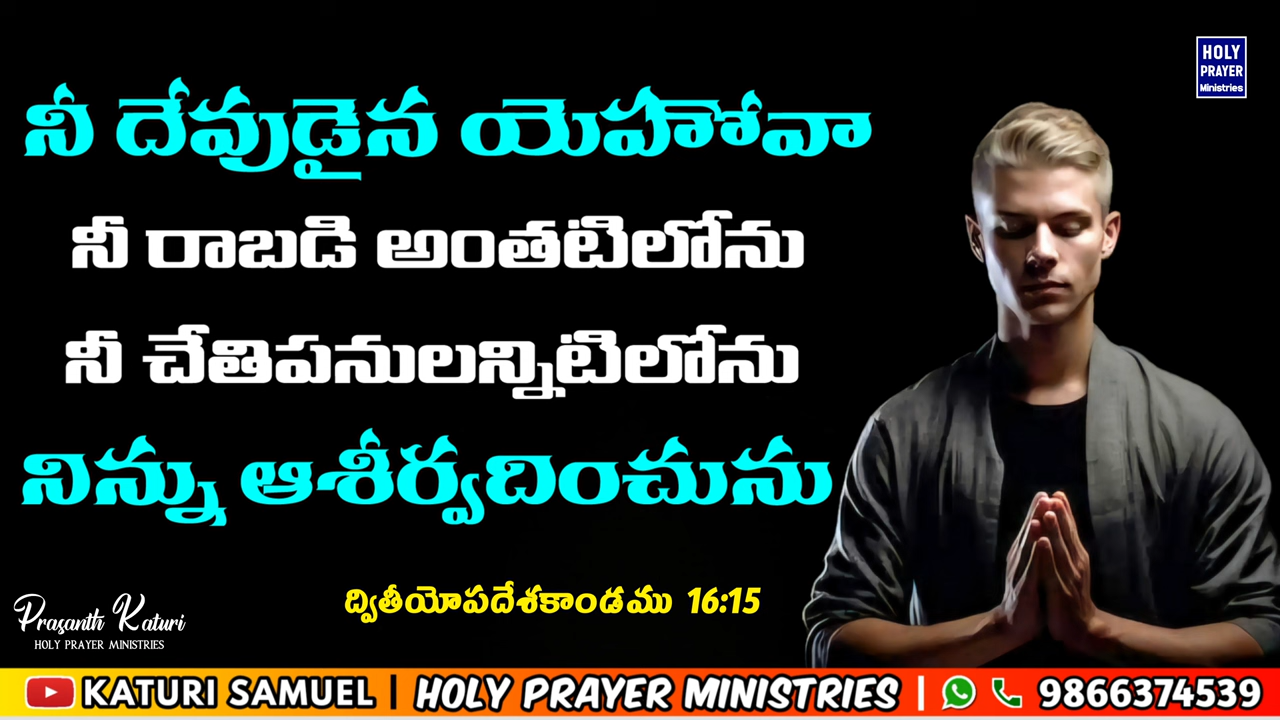 HOLY
PRAYER
Ministries
నీ దేవుడైన యెహోవా
నీ రాబడి అంతటిలోను
నీ చేతిపనులన్నిటిలోను
నిన్ను ఆశీర్వదించును
ద్వితీయోపదేశకాండము 16:15
Prasanth Katuri
HOLY PRAYER MINISTRIES
KATURI SAMUEL | HOLY PRAYER MINISTRIES | 9866374539